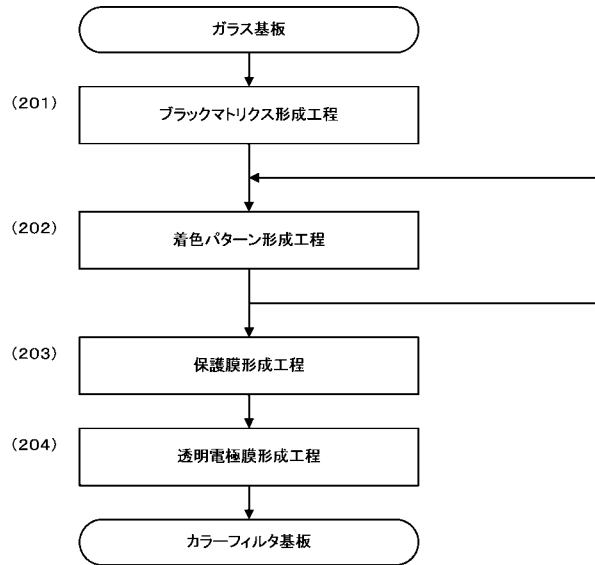 ガラス基板
(201)
ブラックマトリクス形成工程
(202)
着色パターン形成工程
(203)
保護膜形成工程
(204)
透明電極膜形成工程
カラーフィルタ基板